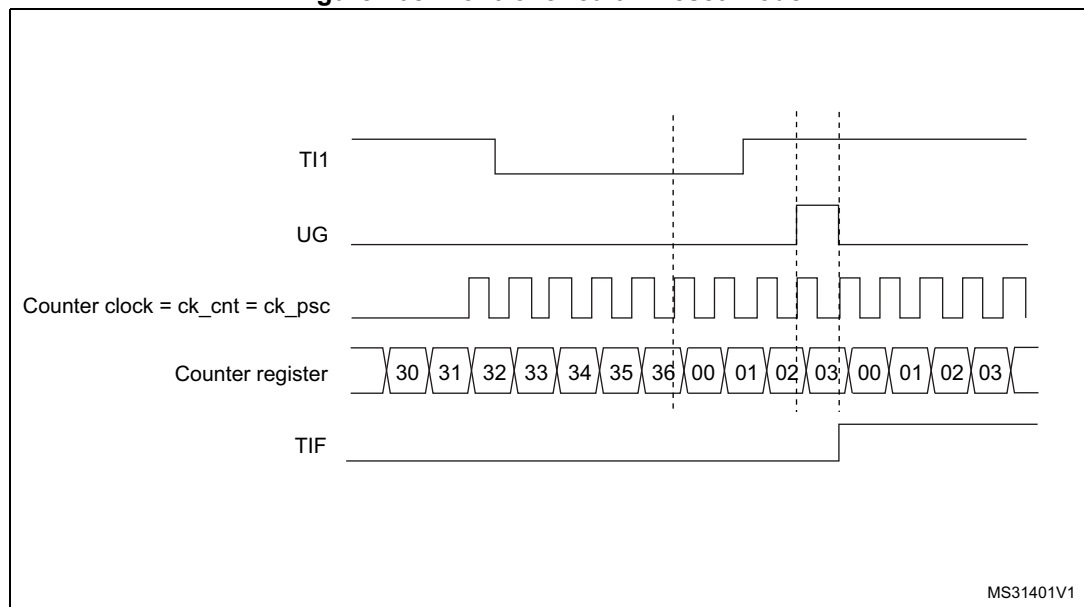 TI1
UG
Counter clock = ck_cnt = ck_psc
Counter register 30 31 32 33 34 35 36 00 01 02 03 00 01 02 03
TIF
MS31401V1